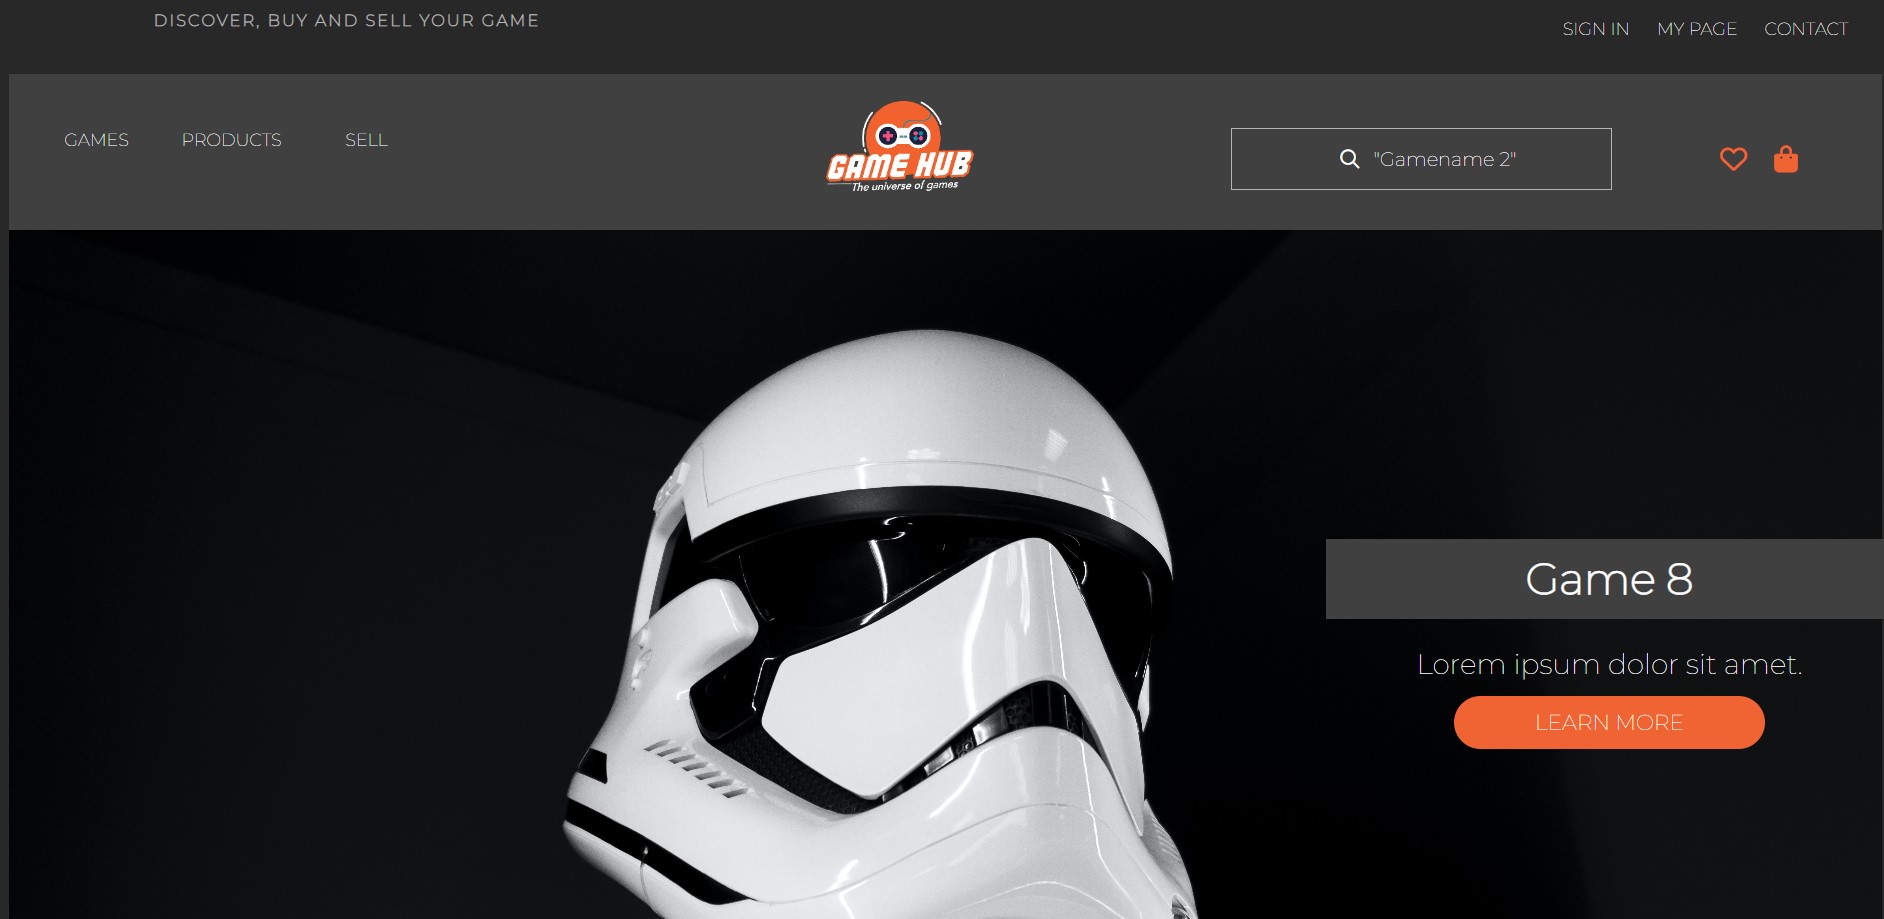 DISCOVER, BUY AND SELL YOUR GAME
SIGN IN MY PAGE CONTACT
GAMES PRODUCTS SELL
GAME HUB
The universe of games
"Gamename 2"
Game 8
Lorem ipsum dolor sit amet.
LEARN MORE